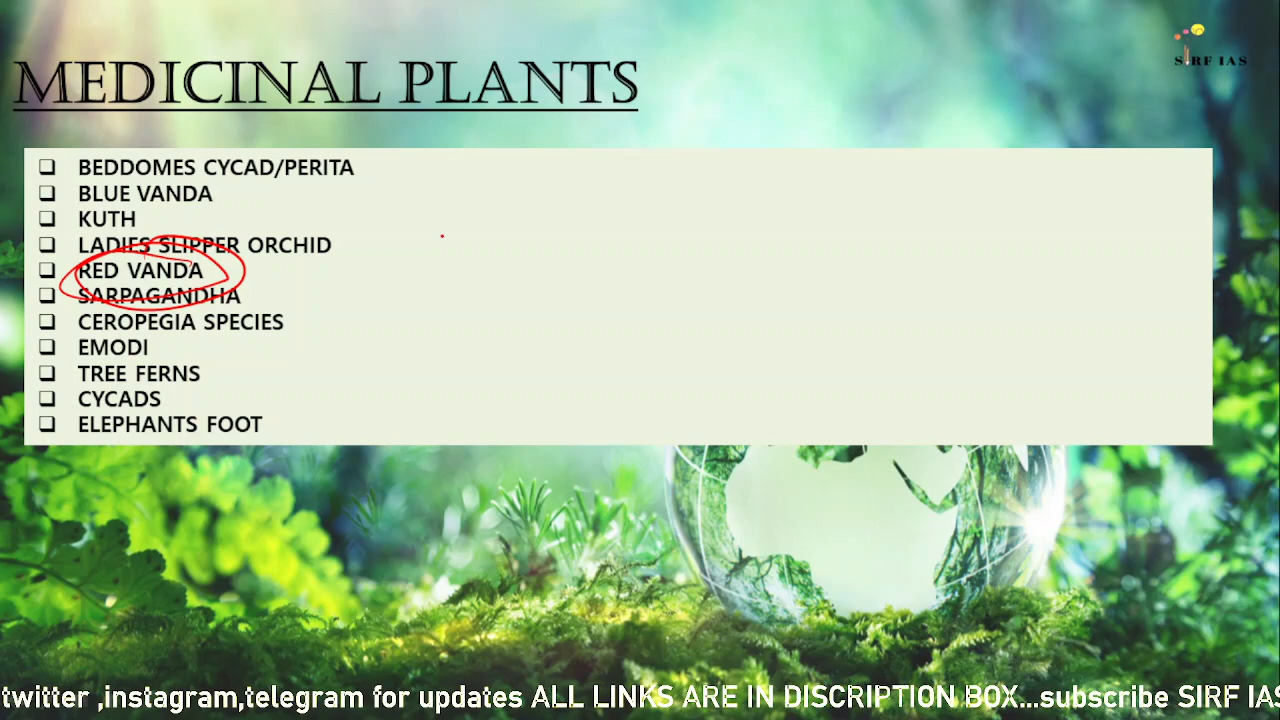 SIRF IAS
MEDICINAL PLANTS
BEDDOMES CYCAD/PERITA
BLUE VANDA
KUTH
LADIES SLIPPER ORCHID
RED VANDA
SARPAGANDHA
CEROPEGIA SPECIES
EMODI
TREE FERNS
CYCADS
ELEPHANTS FOOT
twitter ,instagram,telegram for updates ALL LINKS ARE IN DISCRIPTION BOX...subscribe SIRF IAS